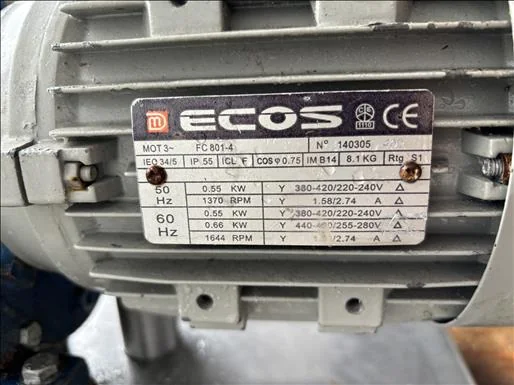 m ECOS CE
MOT 3~ FC 801-4 Nº 140305
IEC 34/5 IP 55 ICL F COS φ 0.75 IM B14 8.1 KG Rtg S1
50 Hz 0.55 KW Y 380-420/220-240V △
1370 RPM Y 1.58/2.74 A △
60 Hz 0.55 KW Y 380-420/220-240V △
0.66 KW Y 440-480/255-280V △
1644 RPM Y /2.74 A △